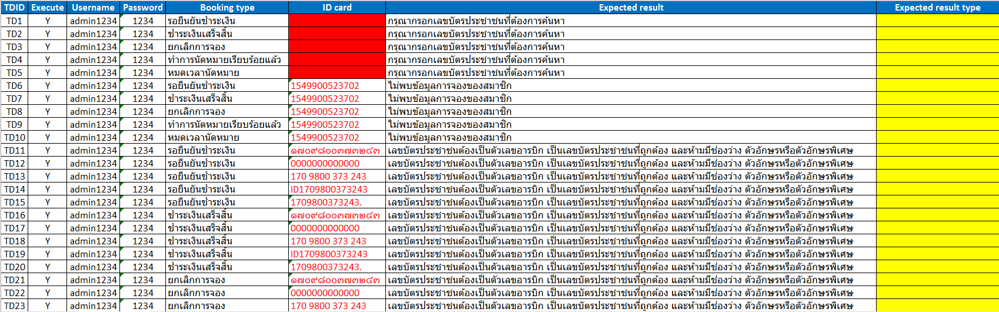 TDID Execute Username Password Booking type ID card Expected result Expected result type
TD1 Y admin1234 1234 รอยืนยันชำระเงิน กรุณากรอกเลขบัตรประชาชนที่ต้องการค้นหา
TD2 Y admin1234 1234 ชำระเงินเสร็จสิ้น กรุณากรอกเลขบัตรประชาชนที่ต้องการค้นหา
TD3 Y admin1234 1234 ยกเลิกการจอง กรุณากรอกเลขบัตรประชาชนที่ต้องการค้นหา
TD4 Y admin1234 1234 ทำการนัดหมายเรียบร้อยแล้ว กรุณากรอกเลขบัตรประชาชนที่ต้องการค้นหา
TD5 Y admin1234 1234 หมดเวลานัดหมาย กรุณากรอกเลขบัตรประชาชนที่ต้องการค้นหา
TD6 Y admin1234 1234 รอยืนยันชำระเงิน 1549900523702 ไม่พบข้อมูลการจองของสมาชิก
TD7 Y admin1234 1234 ชำระเงินเสร็จสิ้น 1549900523702 ไม่พบข้อมูลการจองของสมาชิก
TD8 Y admin1234 1234 ยกเลิกการจอง 1549900523702 ไม่พบข้อมูลการจองของสมาชิก
TD9 Y admin1234 1234 ทำการนัดหมายเรียบร้อยแล้ว 1549900523702 ไม่พบข้อมูลการจองของสมาชิก
TD10 Y admin1234 1234 หมดเวลานัดหมาย 1549900523702 ไม่พบข้อมูลการจองของสมาชิก
TD11 Y admin1234 1234 รอยืนยันชำระเงิน ๑๗๐๙๘๐๐๓๗๓๒๔๓ เลขบัตรประชาชนต้องเป็นตัวเลขอารบิก เป็นเลขบัตรประชาชนที่ถูกต้อง และห้ามมีช่องว่าง ตัวอักษรหรือตัวอักษรพิเศษ
TD12 Y admin1234 1234 รอยืนยันชำระเงิน 0000000000000 เลขบัตรประชาชนต้องเป็นตัวเลขอารบิก เป็นเลขบัตรประชาชนที่ถูกต้อง และห้ามมีช่องว่าง ตัวอักษรหรือตัวอักษรพิเศษ
TD13 Y admin1234 1234 รอยืนยันชำระเงิน 170 9800 373 243 เลขบัตรประชาชนต้องเป็นตัวเลขอารบิก เป็นเลขบัตรประชาชนที่ถูกต้อง และห้ามมีช่องว่าง ตัวอักษรหรือตัวอักษรพิเศษ
TD14 Y admin1234 1234 รอยืนยันชำระเงิน ID1709800373243 เลขบัตรประชาชนต้องเป็นตัวเลขอารบิก เป็นเลขบัตรประชาชนที่ถูกต้อง และห้ามมีช่องว่าง ตัวอักษรหรือตัวอักษรพิเศษ
TD15 Y admin1234 1234 รอยืนยันชำระเงิน 1709800373243. เลขบัตรประชาชนต้องเป็นตัวเลขอารบิก เป็นเลขบัตรประชาชนที่ถูกต้อง และห้ามมีช่องว่าง ตัวอักษรหรือตัวอักษรพิเศษ
TD16 Y admin1234 1234 ชำระเงินเสร็จสิ้น ๑๗๐๙๘๐๐๓๗๓๒๔๓ เลขบัตรประชาชนต้องเป็นตัวเลขอารบิก เป็นเลขบัตรประชาชนที่ถูกต้อง และห้ามมีช่องว่าง ตัวอักษรหรือตัวอักษรพิเศษ
TD17 Y admin1234 1234 ชำระเงินเสร็จสิ้น 0000000000000 เลขบัตรประชาชนต้องเป็นตัวเลขอารบิก เป็นเลขบัตรประชาชนที่ถูกต้อง และห้ามมีช่องว่าง ตัวอักษรหรือตัวอักษรพิเศษ
TD18 Y admin1234 1234 ชำระเงินเสร็จสิ้น 170 9800 373 243 เลขบัตรประชาชนต้องเป็นตัวเลขอารบิก เป็นเลขบัตรประชาชนที่ถูกต้อง และห้ามมีช่องว่าง ตัวอักษรหรือตัวอักษรพิเศษ
TD19 Y admin1234 1234 ชำระเงินเสร็จสิ้น ID1709800373243 เลขบัตรประชาชนต้องเป็นตัวเลขอารบิก เป็นเลขบัตรประชาชนที่ถูกต้อง และห้ามมีช่องว่าง ตัวอักษรหรือตัวอักษรพิเศษ
TD20 Y admin1234 1234 ชำระเงินเสร็จสิ้น 1709800373243. เลขบัตรประชาชนต้องเป็นตัวเลขอารบิก เป็นเลขบัตรประชาชนที่ถูกต้อง และห้ามมีช่องว่าง ตัวอักษรหรือตัวอักษรพิเศษ
TD21 Y admin1234 1234 ยกเลิกการจอง ๑๗๐๙๘๐๐๓๗๓๒๔๓ เลขบัตรประชาชนต้องเป็นตัวเลขอารบิก เป็นเลขบัตรประชาชนที่ถูกต้อง และห้ามมีช่องว่าง ตัวอักษรหรือตัวอักษรพิเศษ
TD22 Y admin1234 1234 ยกเลิกการจอง 0000000000000 เลขบัตรประชาชนต้องเป็นตัวเลขอารบิก เป็นเลขบัตรประชาชนที่ถูกต้อง และห้ามมีช่องว่าง ตัวอักษรหรือตัวอักษรพิเศษ
TD23 Y admin1234 1234 ยกเลิกการจอง 170 9800 373 243 เลขบัตรประชาชนต้องเป็นตัวเลขอารบิก เป็นเลขบัตรประชาชนที่ถูกต้อง และห้ามมีช่องว่าง ตัวอักษรหรือตัวอักษรพิเศษ